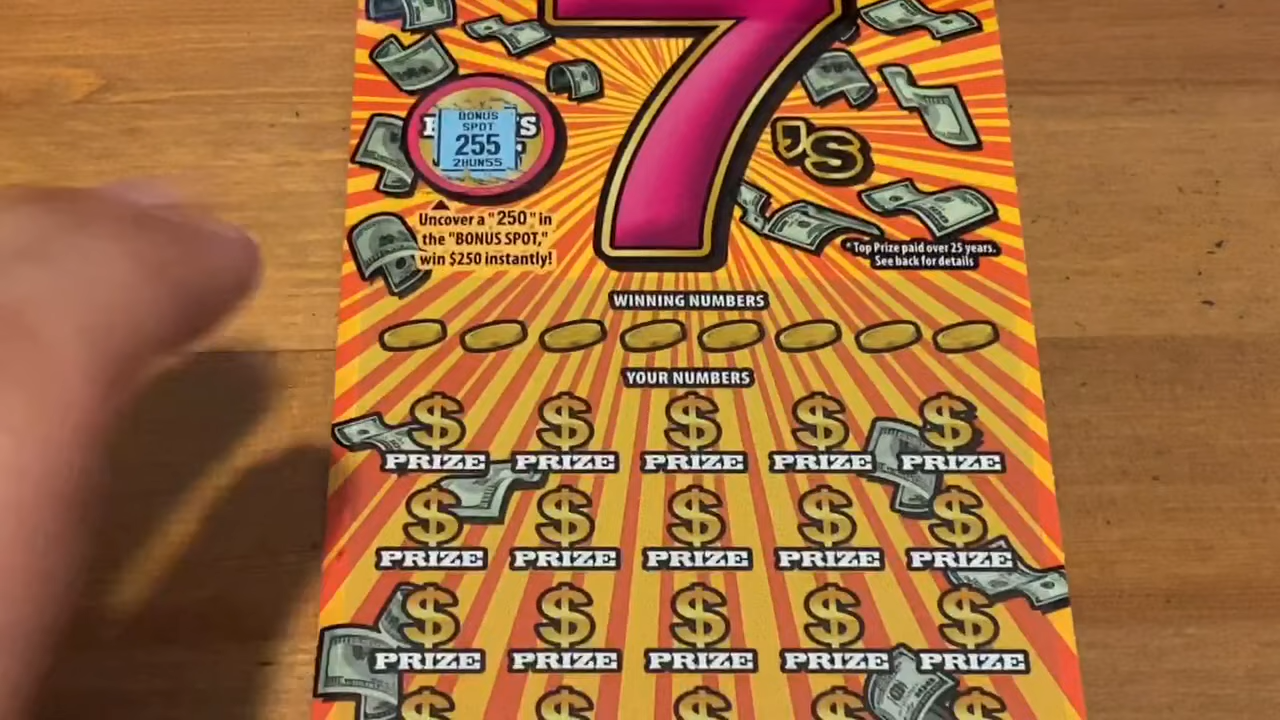 7
's
BONUS
SPOT
255
2HUN55
Uncover a "250" in
the "BONUS SPOT,"
win $250 instantly!
* Top Prize paid over 25 years.
See back for details
WINNING NUMBERS
YOUR NUMBERS
$ $ $ $ $
PRIZE PRIZE PRIZE PRIZE PRIZE
$ $ $ $ $
PRIZE PRIZE PRIZE PRIZE PRIZE
$ $ $ $ $
PRIZE PRIZE PRIZE PRIZE PRIZE
$ $ $ $ $